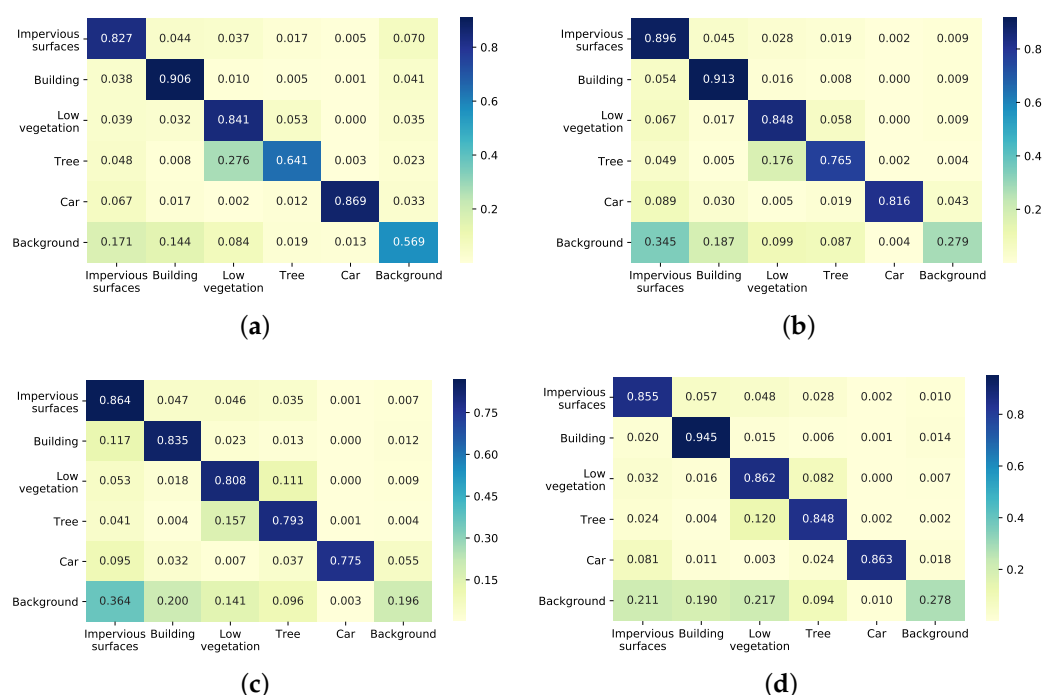 Impervious
surfaces 0.827 0.044 0.037 0.017 0.005 0.070
Building 0.038 0.906 0.010 0.005 0.001 0.041
Low
vegetation 0.039 0.032 0.841 0.053 0.000 0.035
Tree 0.048 0.008 0.276 0.641 0.003 0.023
Car 0.067 0.017 0.002 0.012 0.869 0.033
Background 0.171 0.144 0.084 0.019 0.013 0.569
Impervious Building Low Tree Car Background
surfaces vegetation
0.8
0.6
0.4
0.2
(a)
Impervious
surfaces 0.896 0.045 0.028 0.019 0.002 0.009
Building 0.054 0.913 0.016 0.008 0.000 0.009
Low
vegetation 0.067 0.017 0.848 0.058 0.000 0.009
Tree 0.049 0.005 0.176 0.765 0.002 0.004
Car 0.089 0.030 0.005 0.019 0.816 0.043
Background 0.345 0.187 0.099 0.087 0.004 0.279
Impervious Building Low Tree Car Background
surfaces vegetation
0.8
0.6
0.4
0.2
(b)
Impervious
surfaces 0.864 0.047 0.046 0.035 0.001 0.007
Building 0.117 0.835 0.023 0.013 0.000 0.012
Low
vegetation 0.053 0.018 0.808 0.111 0.000 0.009
Tree 0.041 0.004 0.157 0.793 0.001 0.004
Car 0.095 0.032 0.007 0.037 0.775 0.055
Background 0.364 0.200 0.141 0.096 0.003 0.196
Impervious Building Low Tree Car Background
surfaces vegetation
0.75
0.60
0.45
0.30
0.15
(c)
Impervious
surfaces 0.855 0.057 0.048 0.028 0.002 0.010
Building 0.020 0.945 0.015 0.006 0.001 0.014
Low
vegetation 0.032 0.016 0.862 0.082 0.000 0.007
Tree 0.024 0.004 0.120 0.848 0.002 0.002
Car 0.081 0.011 0.003 0.024 0.863 0.018
Background 0.211 0.190 0.217 0.094 0.010 0.278
Impervious Building Low Tree Car Background
surfaces vegetation
0.8
0.6
0.4
0.2
(d)